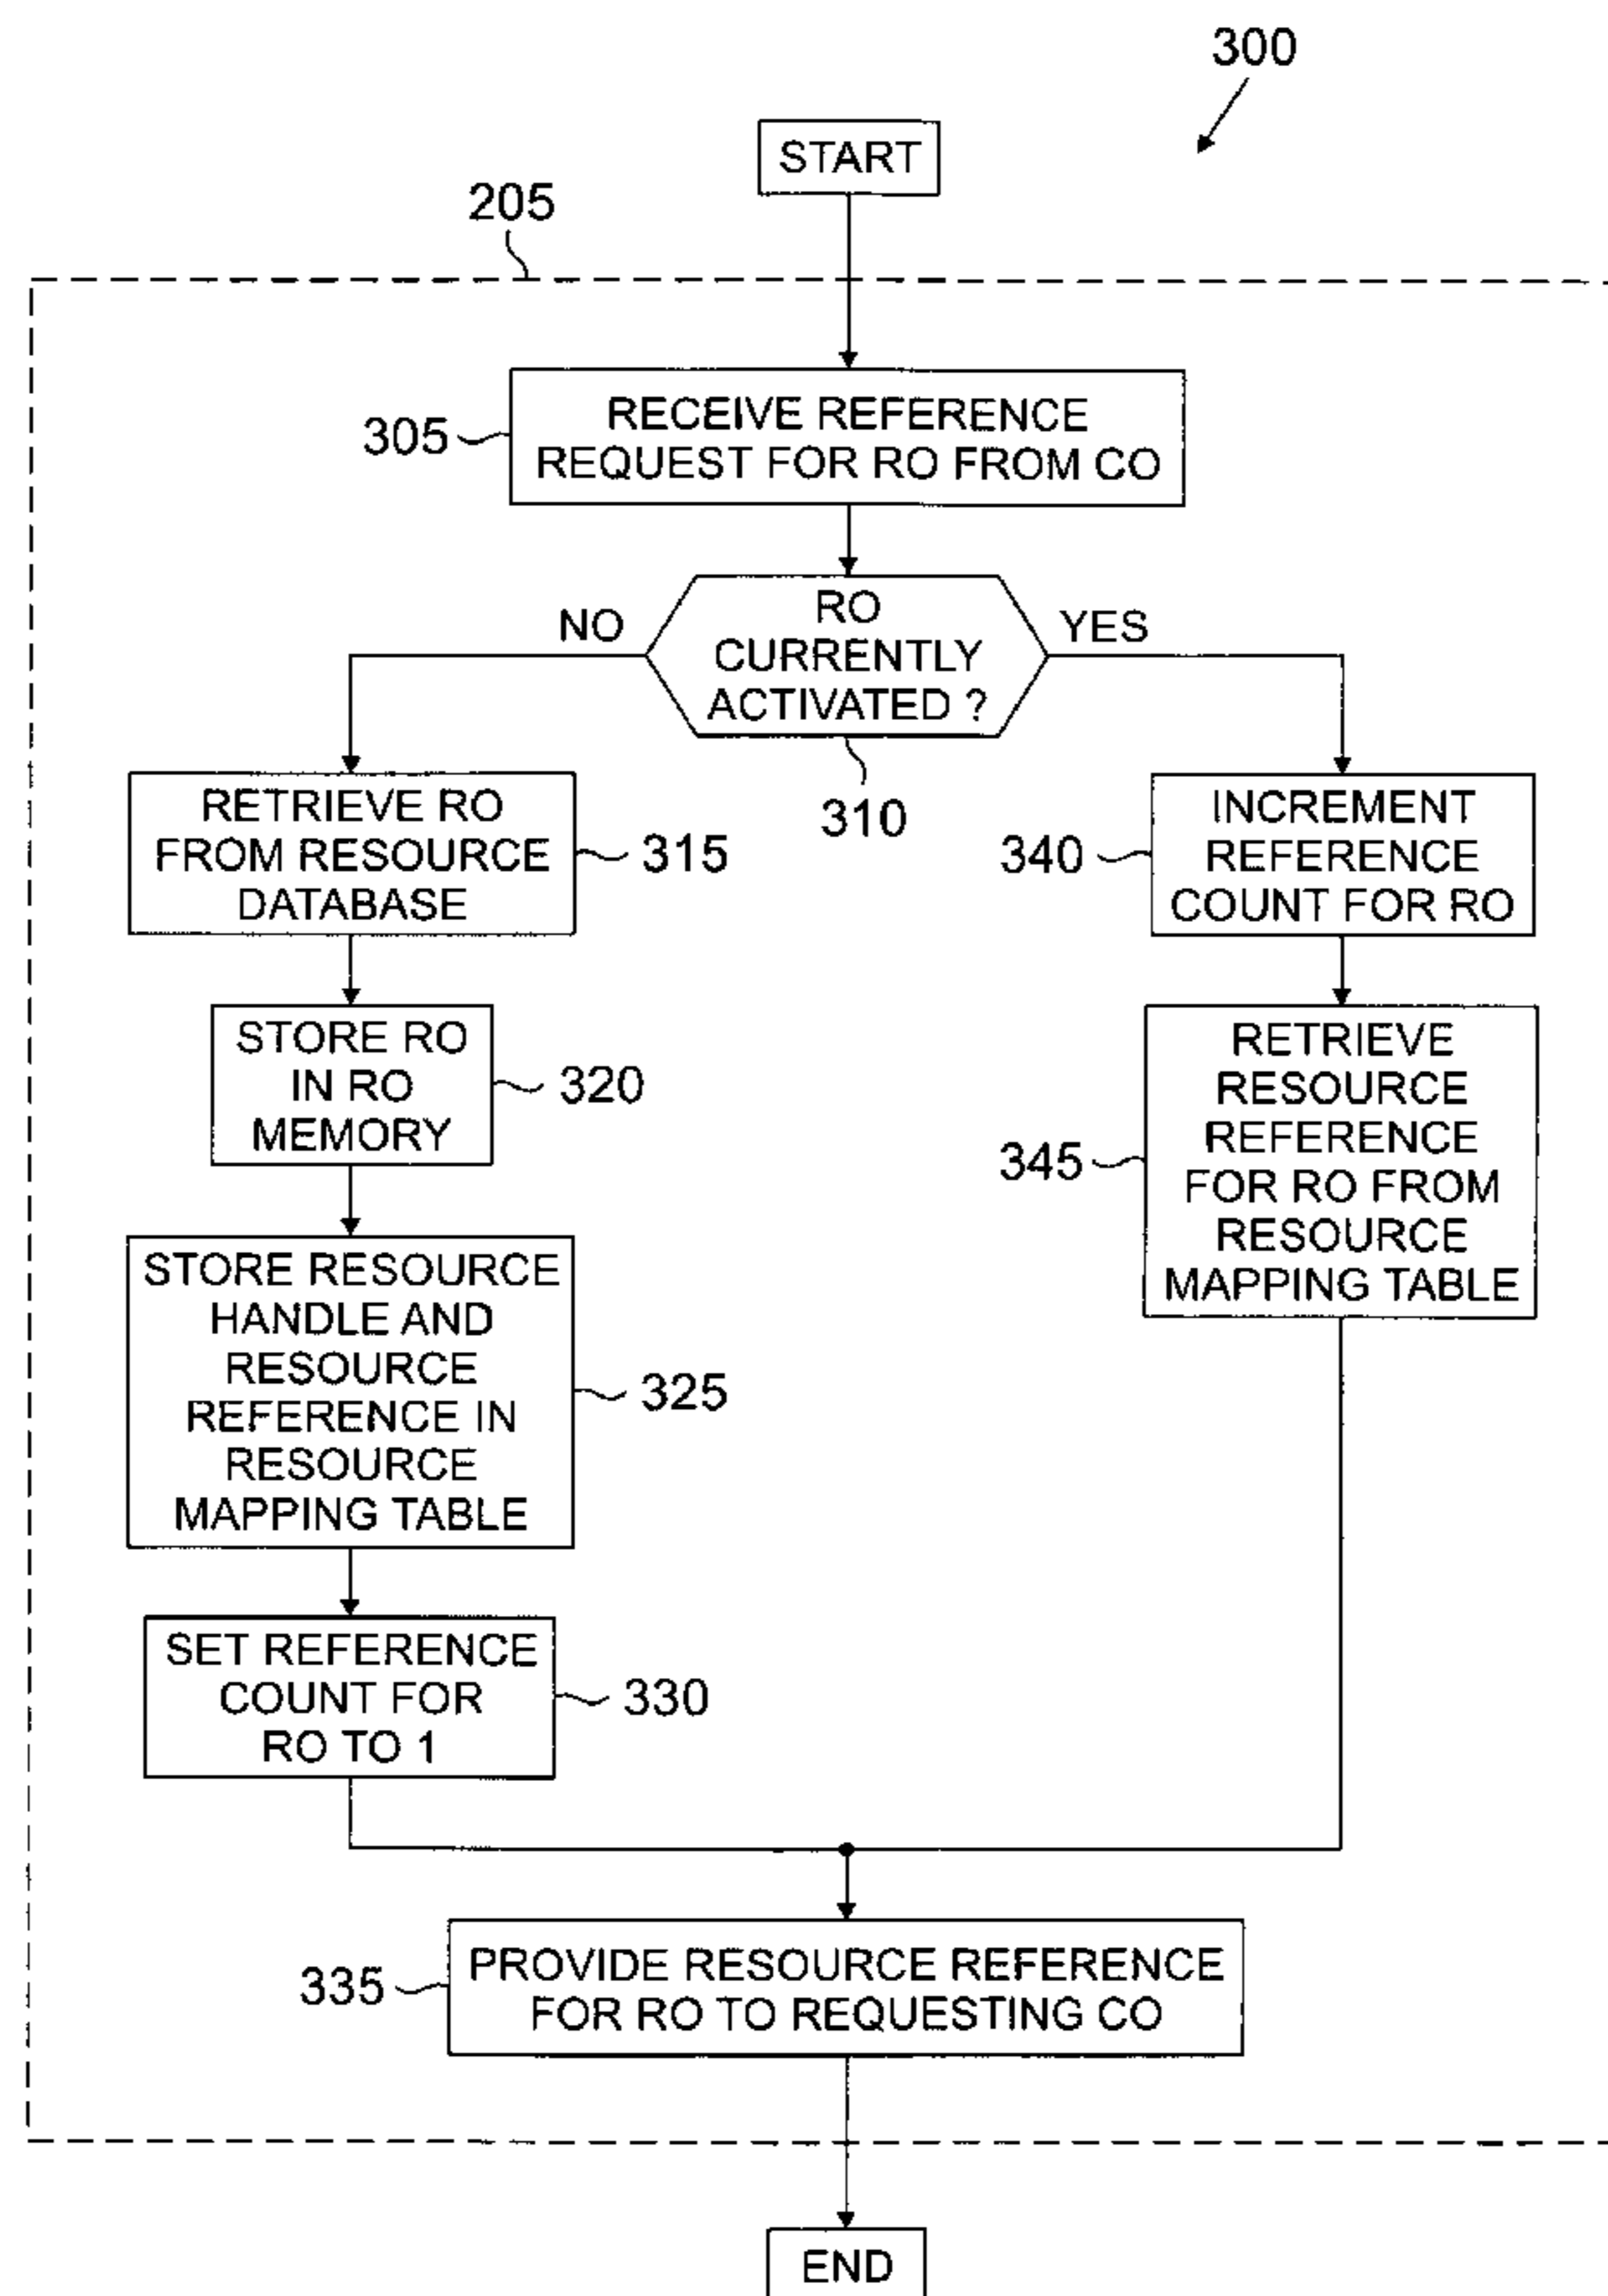 300
START
205
305
RECEIVE REFERENCE
REQUEST FOR RO FROM CO
NO
RO
CURRENTLY
ACTIVATED ?
YES
310
RETRIEVE RO
FROM RESOURCE
DATABASE
315
340
INCREMENT
REFERENCE
COUNT FOR RO
STORE RO
IN RO
MEMORY
320
345
RETRIEVE
RESOURCE
REFERENCE
FOR RO FROM
RESOURCE
MAPPING TABLE
STORE RESOURCE
HANDLE AND
RESOURCE
REFERENCE IN
RESOURCE
MAPPING TABLE
325
SET REFERENCE
COUNT FOR
RO TO 1
330
335
PROVIDE RESOURCE REFERENCE
FOR RO TO REQUESTING CO
END